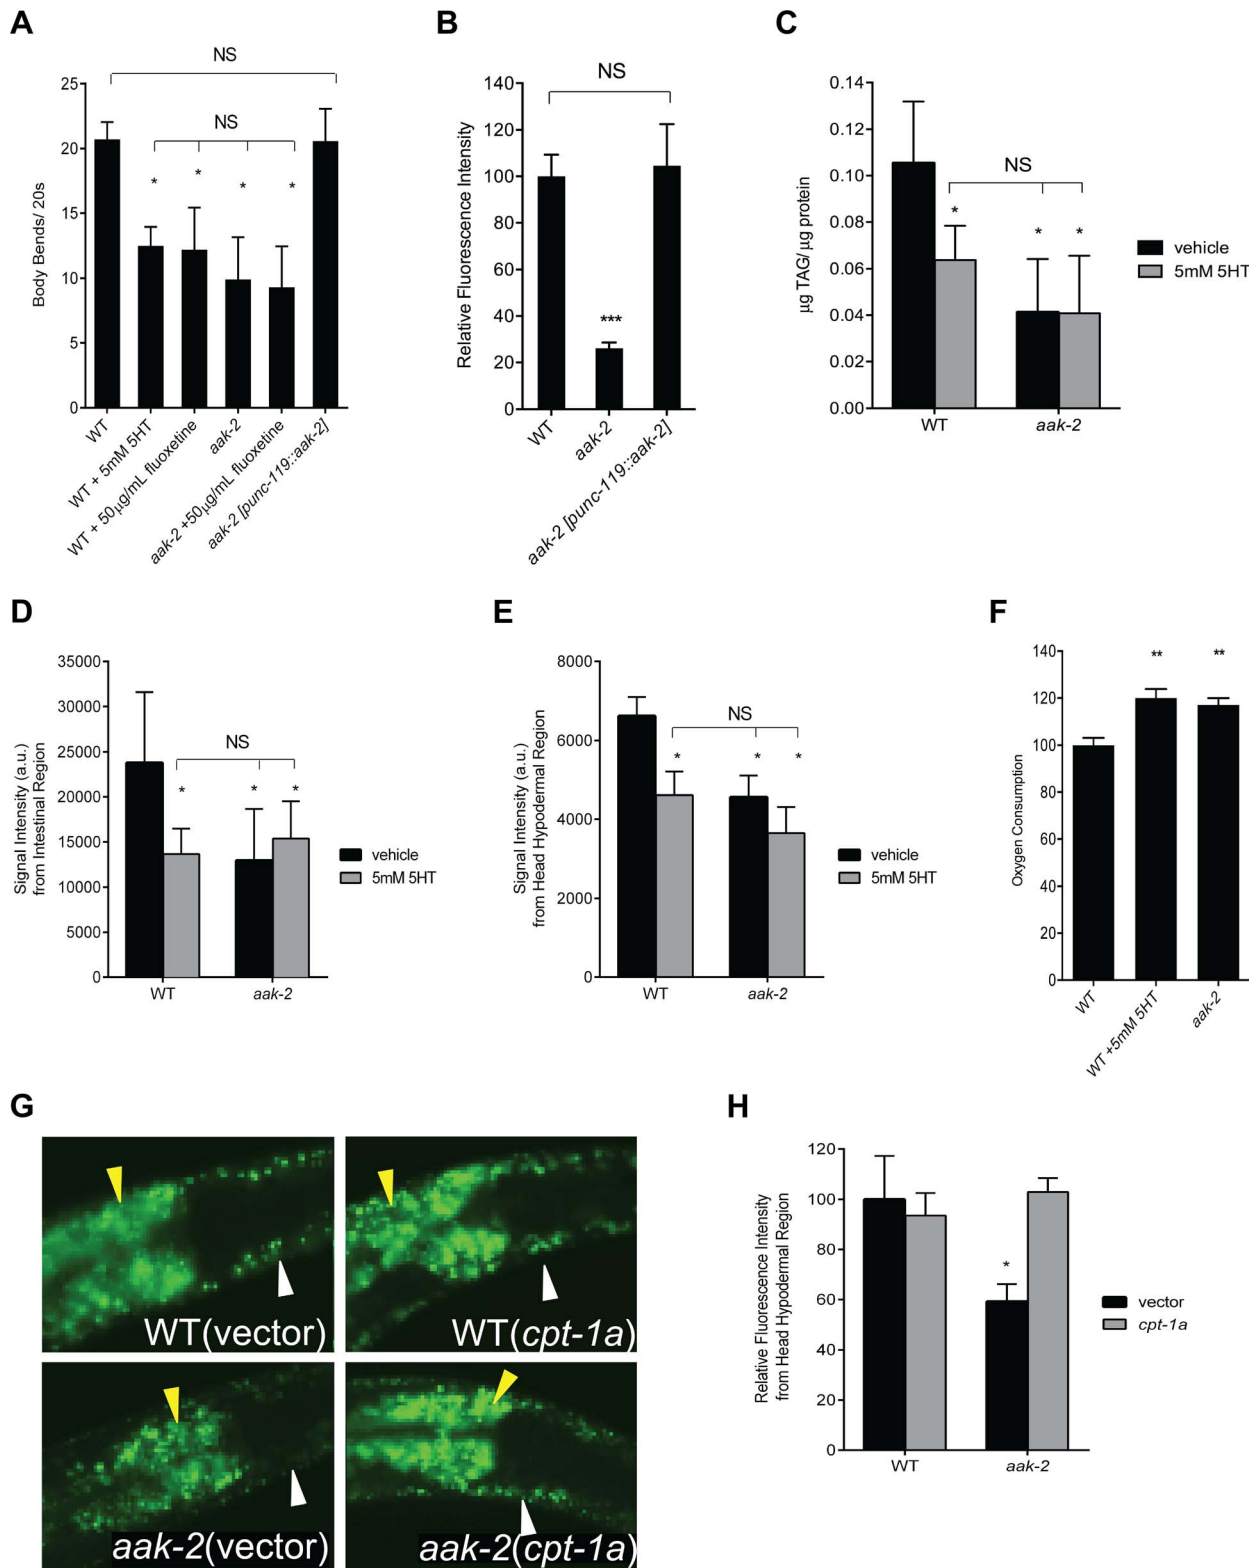 A
NS
NS
* * * *
Body Bends/ 20s
25
20
15
10
5
0
WT
WT + 5mM 5HT
WT + 50µg/mL fluoxetine
aak-2
aak-2 +50µg/mL fluoxetine
aak-2 [punc-119::aak-2]
B
NS
***
Relative Fluorescence Intensity
140
120
100
80
60
40
20
0
WT
aak-2
aak-2 [punc-119::aak-2]
C
NS
* * *
µg TAG/ µg protein
0.14
0.12
0.10
0.08
0.06
0.04
0.02
0.00
WT
aak-2
vehicle
5mM 5HT
D
NS
* * *
Signal Intensity (a.u.)
from Intestinal Region
35000
30000
25000
20000
15000
10000
5000
0
WT
aak-2
vehicle
5mM 5HT
E
NS
* * *
Signal Intensity (a.u.)
from Head Hypodermal Region
8000
6000
4000
2000
0
WT
aak-2
vehicle
5mM 5HT
F
** **
Oxygen Consumption
140
120
100
80
60
40
20
0
WT
WT +5mM 5HT
aak-2
G
WT(vector)
WT(cpt-1a)
aak-2(vector)
aak-2(cpt-1a)
H
*
Relative Fluorescence Intensity
from Head Hypodermal Region
120
100
80
60
40
20
0
WT
aak-2
vector
cpt-1a